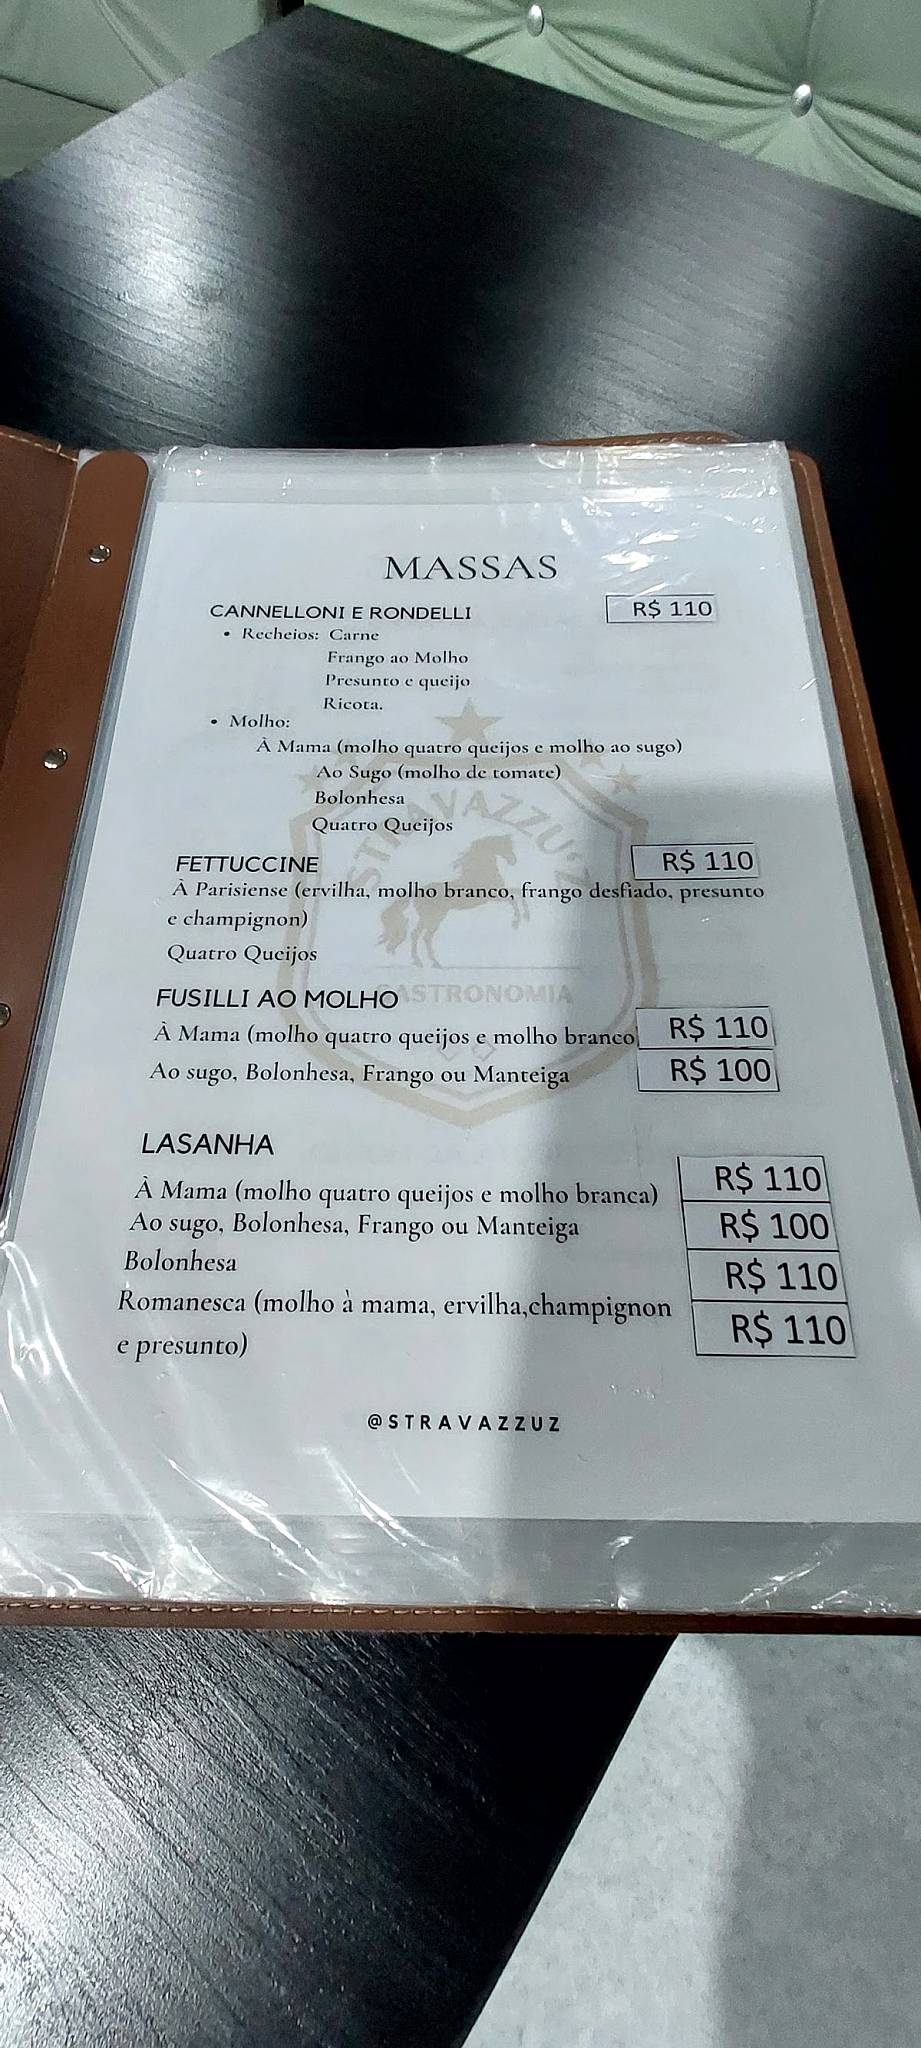 MASSAS
CANNELLONI E RONDELLI R$ 110
• Recheios: Carne
Frango ao Molho
Presunto e queijo
Ricota.
• Molho:
À Mama (molho quatro queijos e molho ao sugo)
Ao Sugo (molho de tomate)
Bolonhesa
Quatro Queijos
STRAVAZZU'Z
GASTRONOMIA
FETTUCCINE R$ 110
À Parisiense (ervilha, molho branco, frango desfiado, presunto
e champignon)
Quatro Queijos
FUSILLI AO MOLHO
À Mama (molho quatro queijos e molho branco R$ 110
Ao sugo, Bolonhesa, Frango ou Manteiga R$ 100
LASANHA
À Mama (molho quatro queijos e molho branca) R$ 110
Ao sugo, Bolonhesa, Frango ou Manteiga R$ 100
Bolonhesa R$ 110
Romanesca (molho à mama, ervilha,champignon R$ 110
e presunto)
@STRAVAZZUZ